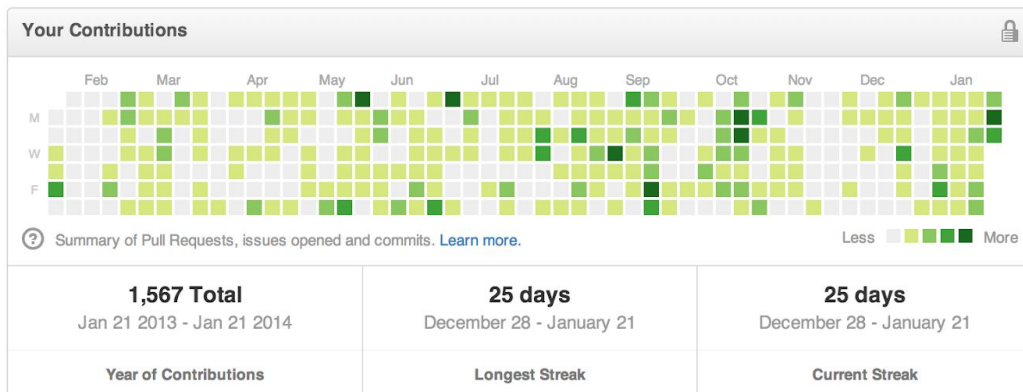 Your Contributions
Feb Mar Apr May Jun Jul Aug Sep Oct Nov Dec Jan
M
W
F
? Summary of Pull Requests, issues opened and commits. Learn more.
Less More
1,567 Total
Jan 21 2013 - Jan 21 2014
Year of Contributions
25 days
December 28 - January 21
Longest Streak
25 days
December 28 - January 21
Current Streak